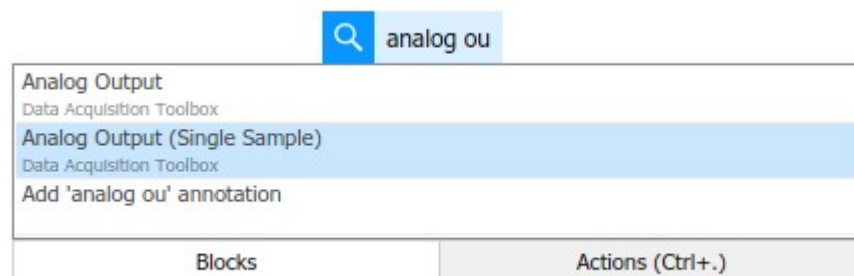 analog ou
Analog Output
Data Acquisition Toolbox
Analog Output (Single Sample)
Data Acquisition Toolbox
Add 'analog ou' annotation
Blocks
Actions (Ctrl+.)